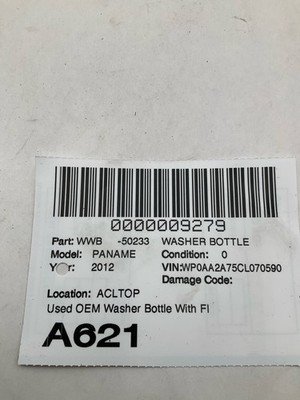 0000009279
Part: WWB -50233 WASHER BOTTLE
Model: PANAME Condition: 0
Year: 2012 VIN:WP0AA2A75CL070590
Damage Code:
Location: ACLTOP
Used OEM Washer Bottle With Fl
A621